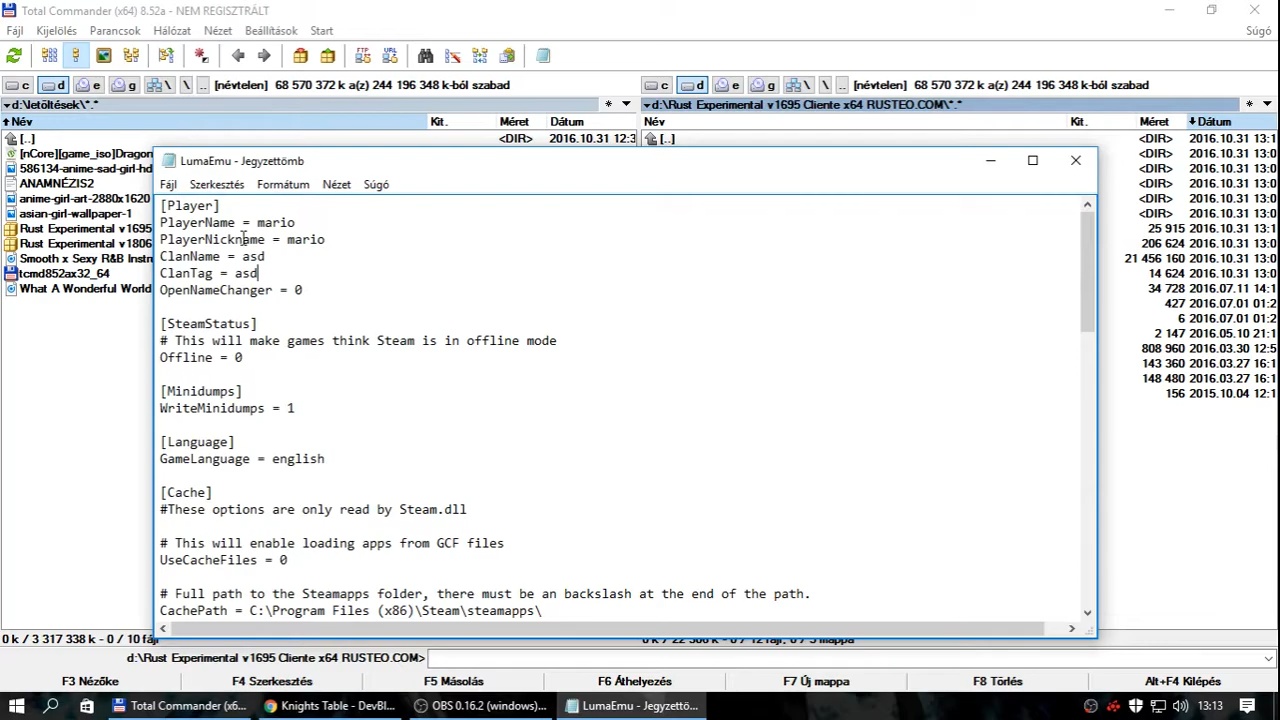 Total Commander (x64) 8.52a - NEM REGISZTRÁLT
Fájl Kijelölés Parancsok Hálózat Nézet Beállítások Start Súgó
FTP URL
c d e g \ \ .. [névtelen] 68 570 372 k a(z) 244 196 348 k-ból szabad
c d e g \ \ .. [névtelen] 68 570 372 k a(z) 244 196 348 k-ból szabad
d:\letöltések\*.* * ▼
d:\Rust Experimental v1695 Cliente x64 RUSTEO.COM\*.* * ▼
Név Kit. Méret Dátum
Név Kit. Méret Dátum
[..] <DIR> 2016.10.31 12:3
[..] <DIR> 2016.10.31 13:1
[nCore][game_iso]Dragon
586134-anime-sad-girl-hd
ANAMNÉZIS2
anime-girl-art-2880x1620
asian-girl-wallpaper-1
Rust Experimental v1695
Rust Experimental v1806
Smooth x Sexy R&B Instr
tcmd852ax32_64
What A Wonderful World
<DIR> 2016.10.31 13:0
<DIR> 2016.10.31 13:0
<DIR> 2016.10.31 13:0
<DIR> 2016.10.31 13:0
<DIR> 2016.10.31 13:0
25 915 2016.10.31 13:0
206 624 2016.10.31 13:0
21 456 160 2016.10.31 13:0
14 624 2016.10.31 13:0
34 728 2016.07.11 14:1
427 2016.07.01 01:2
6 2016.07.01 01:2
2 147 2016.05.10 21:1
808 960 2016.03.30 12:5
143 360 2016.03.27 16:1
148 480 2016.03.27 16:1
156 2015.10.04 12:1
LumaEmu - Jegyzettömb
Fájl Szerkesztés Formátum Nézet Súgó
[Player]
PlayerName = mario
PlayerNickname = mario
ClanName = asd
ClanTag = asd
OpenNameChanger = 0
[SteamStatus]
# This will make games think Steam is in offline mode
Offline = 0
[Minidumps]
WriteMinidumps = 1
[Language]
GameLanguage = english
[Cache]
#These options are only read by Steam.dll
# This will enable loading apps from GCF files
UseCacheFiles = 0
# Full path to the Steamapps folder, there must be an backslash at the end of the path.
CachePath = C:\Program Files (x86)\Steam\steamapps\
0 k / 3 317 338 k - 0 / 10 fájl
d:\Rust Experimental v1695 Cliente x64 RUSTEO.COM>
F3 Nézőke F4 Szerkesztés F5 Másolás F6 Áthelyezés F7 Új mappa F8 Törlés Alt+F4 Kilépés
Total Commander (x6... Knights Table - DevBl... OBS 0.16.2 (windows)... LumaEmu - Jegyzettö... 13:13